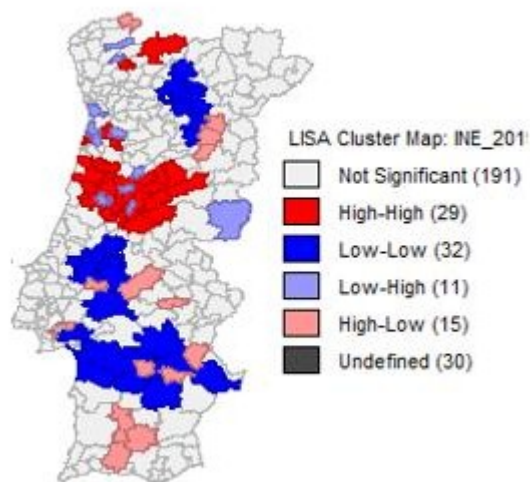 LISA Cluster Map: INE_201
Not Significant (191)
High-High (29)
Low-Low (32)
Low-High (11)
High-Low (15)
Undefined (30)